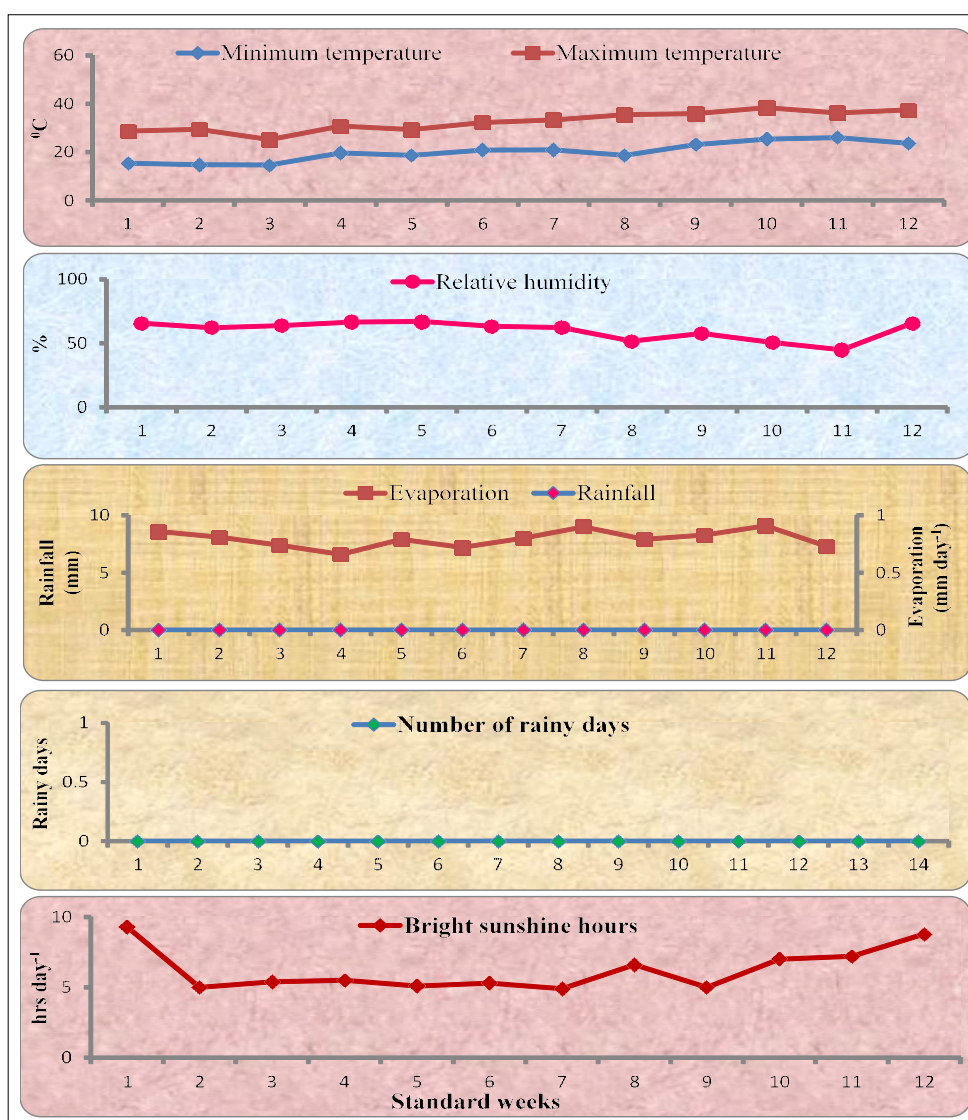 Minimum temperature Maximum temperature
60
40
20
0
⁰C
1 2 3 4 5 6 7 8 9 10 11 12
Relative humidity
100
50
0
%
1 2 3 4 5 6 7 8 9 10 11 12
Evaporation Rainfall
10 1
5 0.5
0 0
Rainfall
(mm)
Evaporation
(mm day⁻¹)
1 2 3 4 5 6 7 8 9 10 11 12
Number of rainy days
1
0.5
0
Rainy days
1 2 3 4 5 6 7 8 9 10 11 12 13 14
Bright sunshine hours
10
5
0
hrs day⁻¹
1 2 3 4 5 6 7 8 9 10 11 12
Standard weeks